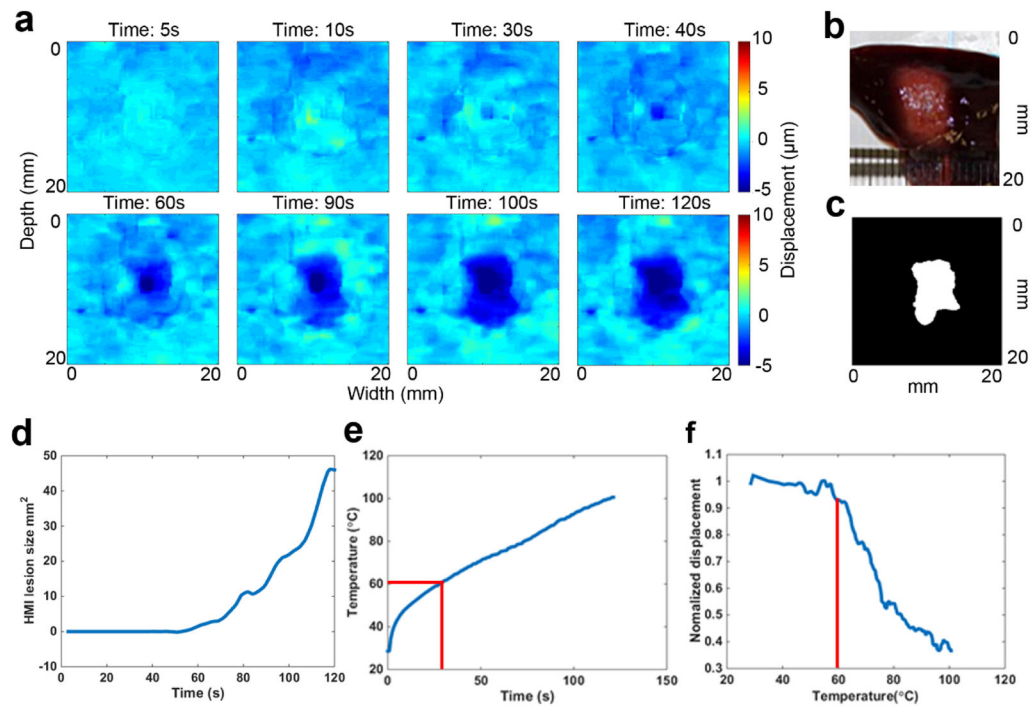 a
Time: 5s
Time: 10s
Time: 30s
Time: 40s
0
20
Time: 60s
Time: 90s
Time: 100s
Time: 120s
0
20
Depth (mm)
0
20
0
20
0
20
0
20
Width (mm)
10
5
0
-5
10
5
0
-5
Displacement (µm)
b
0
mm
20
c
0
mm
20
0
mm
20
d
HMI lesion size mm²
50
40
30
20
10
0
-10
0
20
40
60
80
100
120
Time (s)
e
Temperature (°C)
120
100
80
60
40
20
0
50
100
150
Time (s)
f
Nomalized displacement
1.1
1
0.9
0.8
0.7
0.6
0.5
0.4
0.3
20
40
60
80
100
120
Temperature(°C)